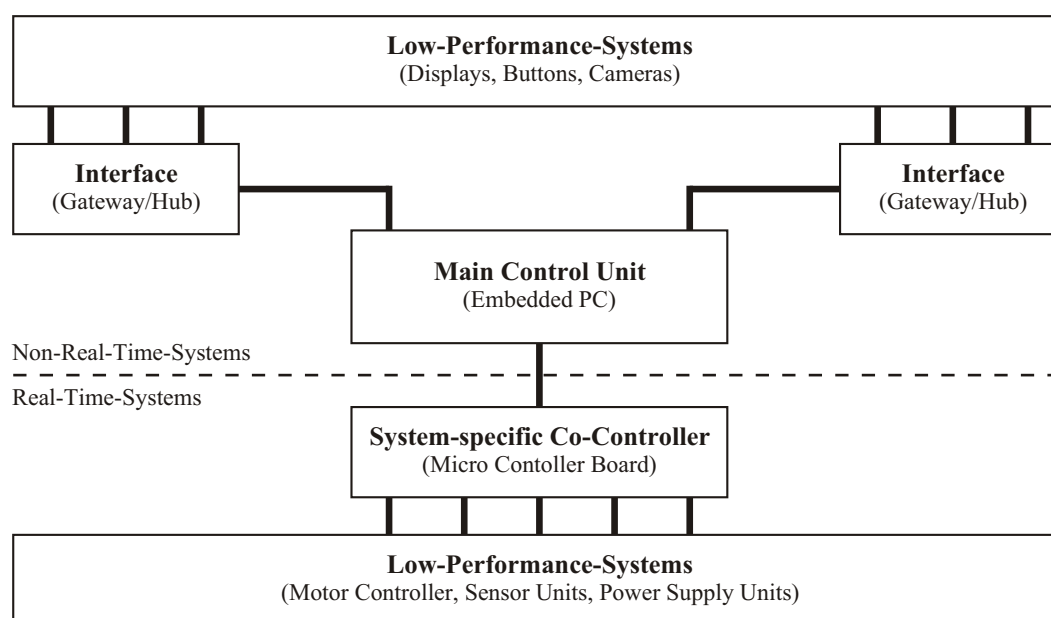 Low-Performance-Systems
(Displays, Buttons, Cameras)
Interface
(Gateway/Hub)
Interface
(Gateway/Hub)
Main Control Unit
(Embedded PC)
Non-Real-Time-Systems
Real-Time-Systems
System-specific Co-Controller
(Micro Contoller Board)
Low-Performance-Systems
(Motor Controller, Sensor Units, Power Supply Units)